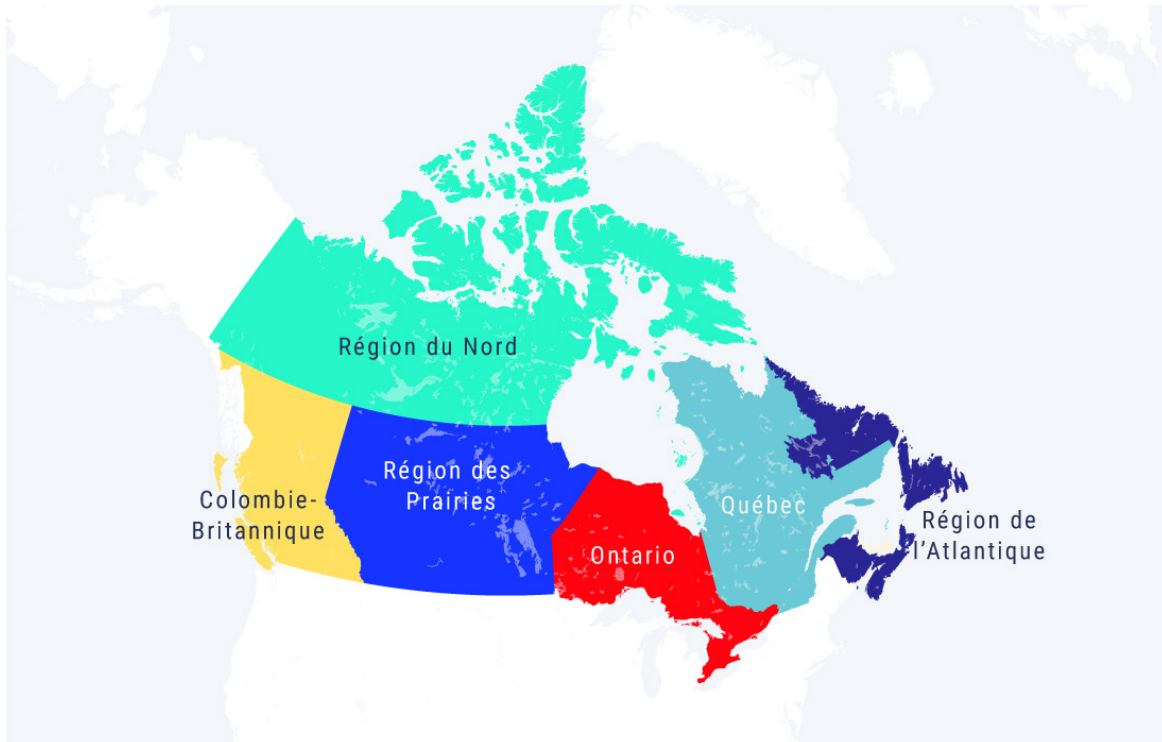 Région du Nord
Région des
Prairies
Colombie-
Britannique
Québec
Ontario
Région de
l'Atlantique